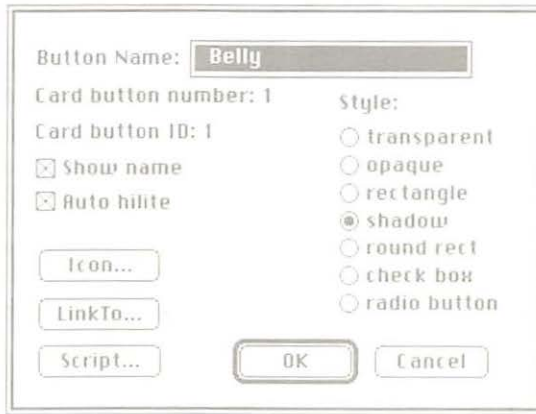 Button Name: Belly
Card button number: 1
Card button ID: 1
Show name
Auto hilite
Style:
transparent
opaque
rectangle
shadow
round rect
check box
radio button
Icon...
LinkTo...
Script...
OK
Cancel